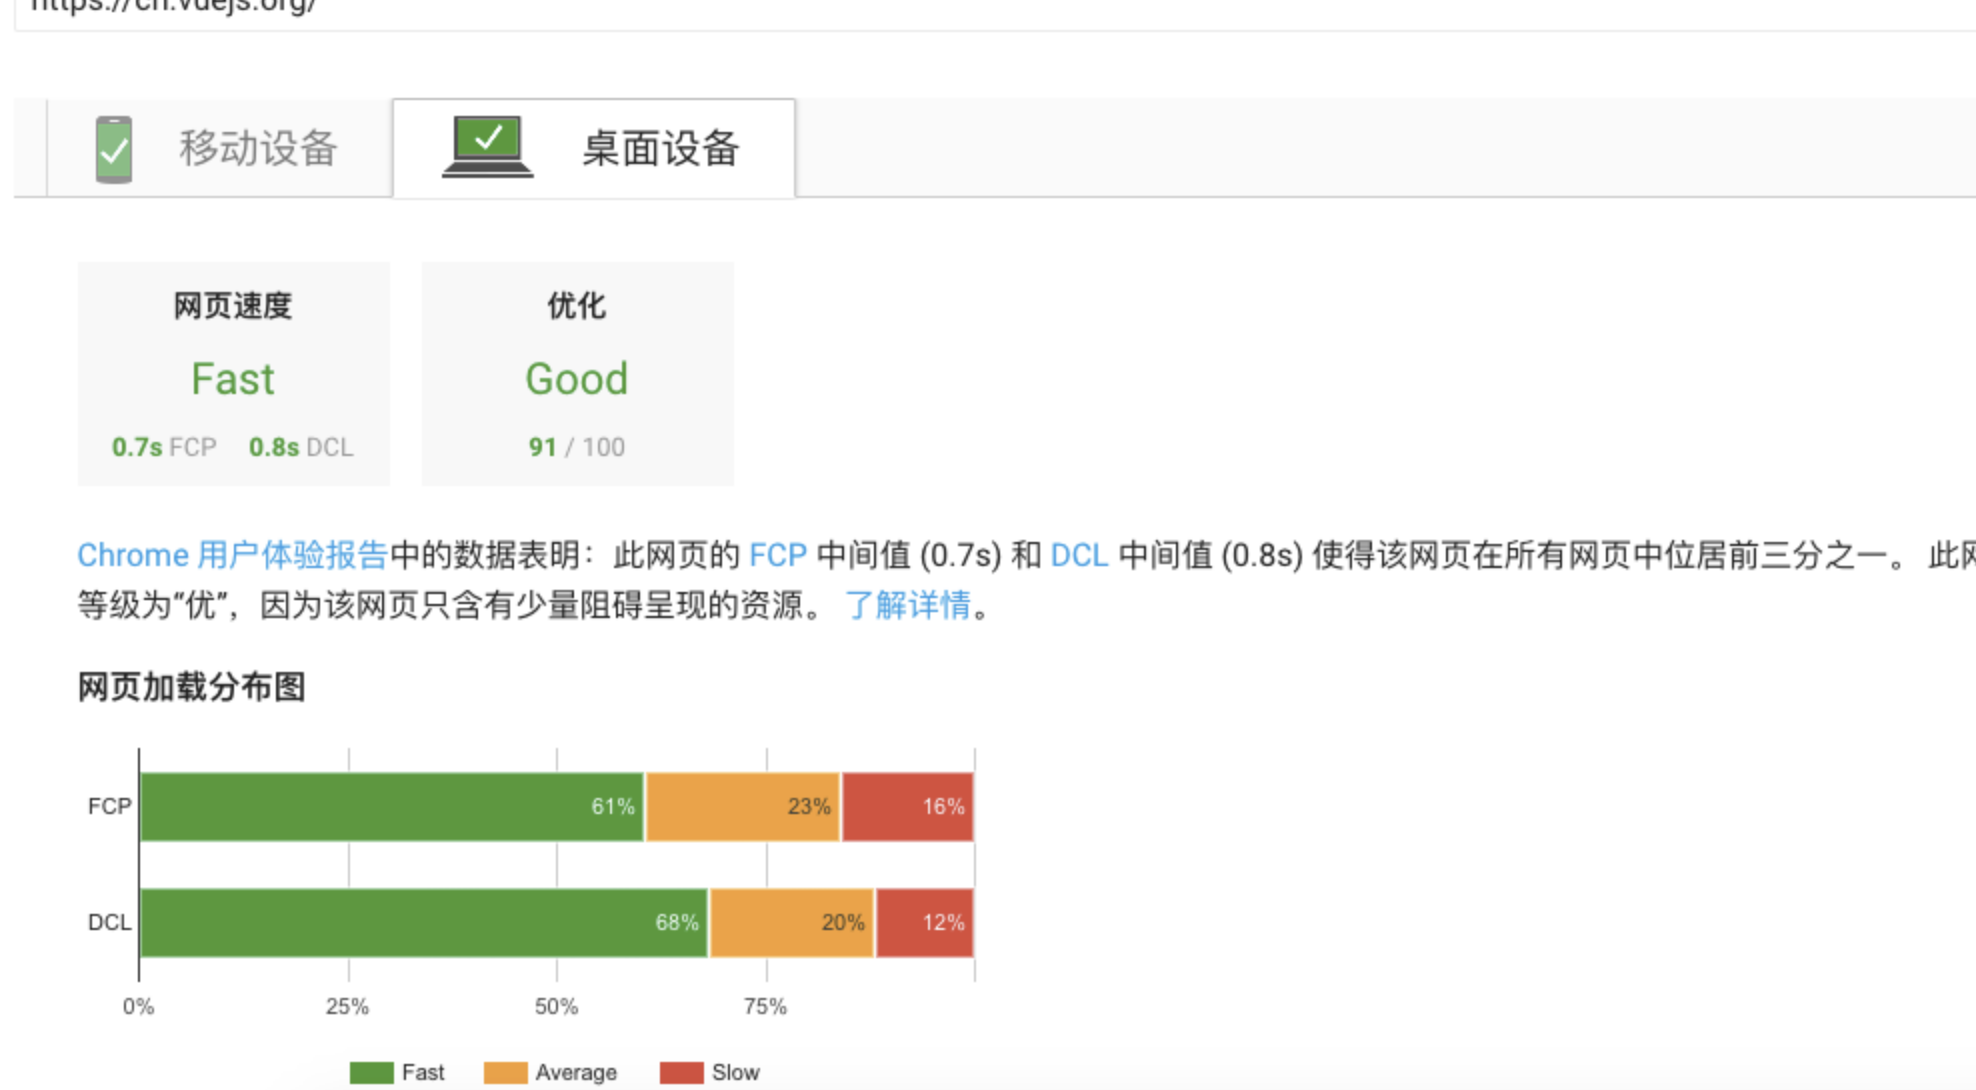 https://cn.vuejs.org/
移动设备 桌面设备
网页速度 优化
Fast Good
0.7s FCP 0.8s DCL 91 / 100
Chrome 用户体验报告中的数据表明：此网页的 FCP 中间值 (0.7s) 和 DCL 中间值 (0.8s) 使得该网页在所有网页中位居前三分之一。 此
等级为“优”，因为该网页只含有少量阻碍呈现的资源。 了解详情。
网页加载分布图
FCP 61% 23% 16%
DCL 68% 20% 12%
0% 25% 50% 75%
Fast Average Slow